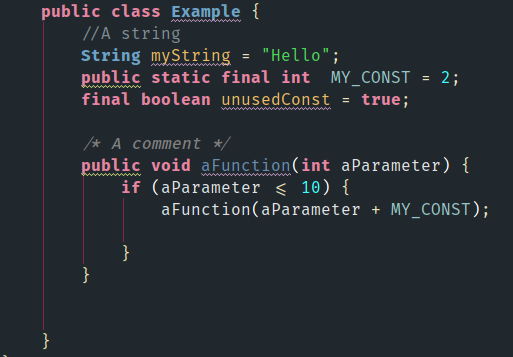 public class Example {
//A string
String myString = "Hello";
public static final int  MY_CONST = 2;
final boolean unusedConst = true;
/* A comment */
public void aFunction(int aParameter) {
if (aParameter ⩽ 10) {
aFunction(aParameter + MY_CONST);
}
}
}